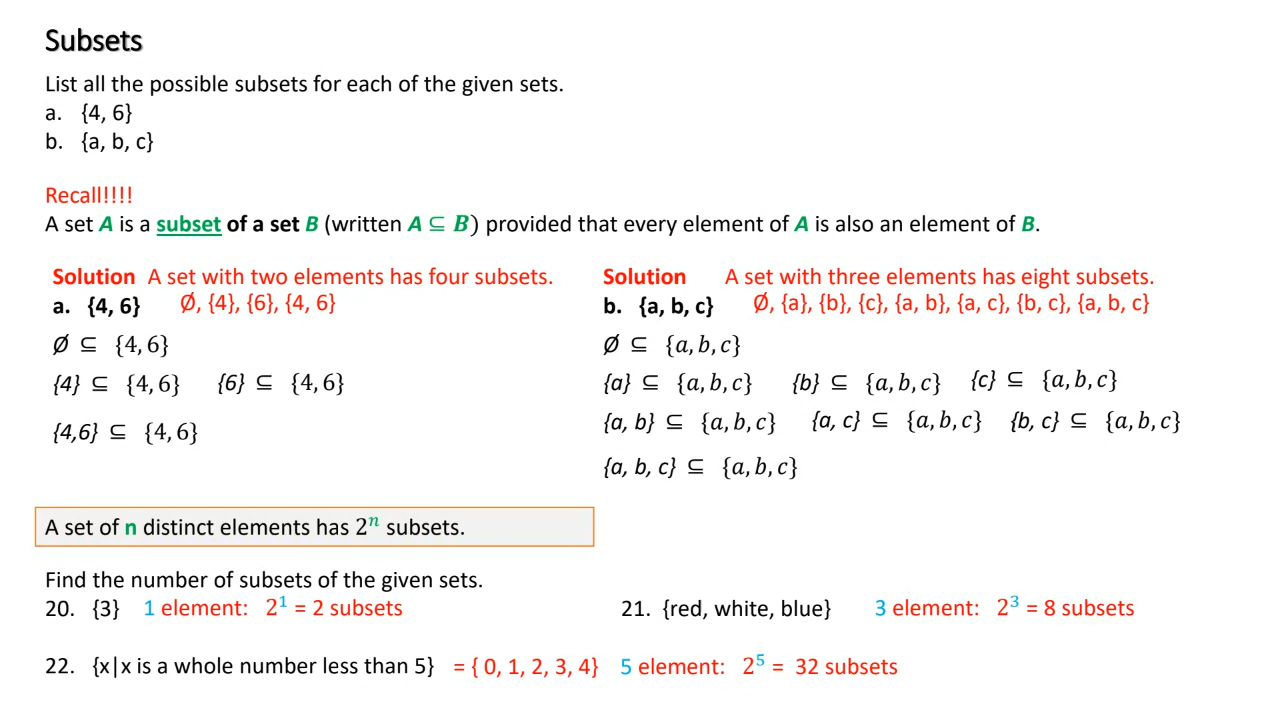 Subsets
List all the possible subsets for each of the given sets.
a. {4, 6}
b. {a, b, c}
Recall!!!!
A set A is a subset of a set B (written A ⊆ B) provided that every element of A is also an element of B.
Solution A set with two elements has four subsets.
a. {4, 6} ∅, {4}, {6}, {4, 6}
∅ ⊆ {4, 6}
{4} ⊆ {4, 6} {6} ⊆ {4, 6}
{4,6} ⊆ {4, 6}
Solution A set with three elements has eight subsets.
b. {a, b, c} ∅, {a}, {b}, {c}, {a, b}, {a, c}, {b, c}, {a, b, c}
∅ ⊆ {a, b, c}
{a} ⊆ {a, b, c} {b} ⊆ {a, b, c} {c} ⊆ {a, b, c}
{a, b} ⊆ {a, b, c} {a, c} ⊆ {a, b, c} {b, c} ⊆ {a, b, c}
{a, b, c} ⊆ {a, b, c}
A set of n distinct elements has 2ⁿ subsets.
Find the number of subsets of the given sets.
20. {3} 1 element: 2¹ = 2 subsets
21. {red, white, blue} 3 element: 2³ = 8 subsets
22. {x|x is a whole number less than 5} = { 0, 1, 2, 3, 4} 5 element: 2⁵ = 32 subsets